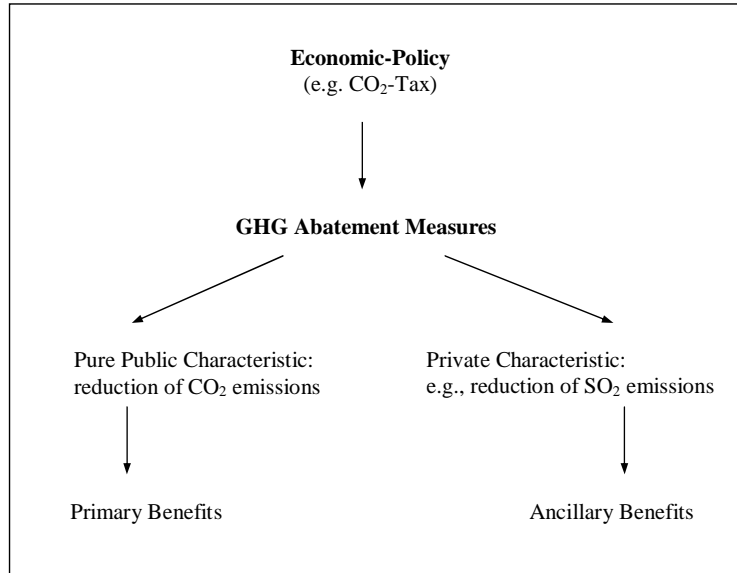 Economic-Policy
(e.g. CO₂-Tax)
GHG Abatement Measures
Pure Public Characteristic:
reduction of CO₂ emissions
Private Characteristic:
e.g., reduction of SO₂ emissions
Primary Benefits
Ancillary Benefits